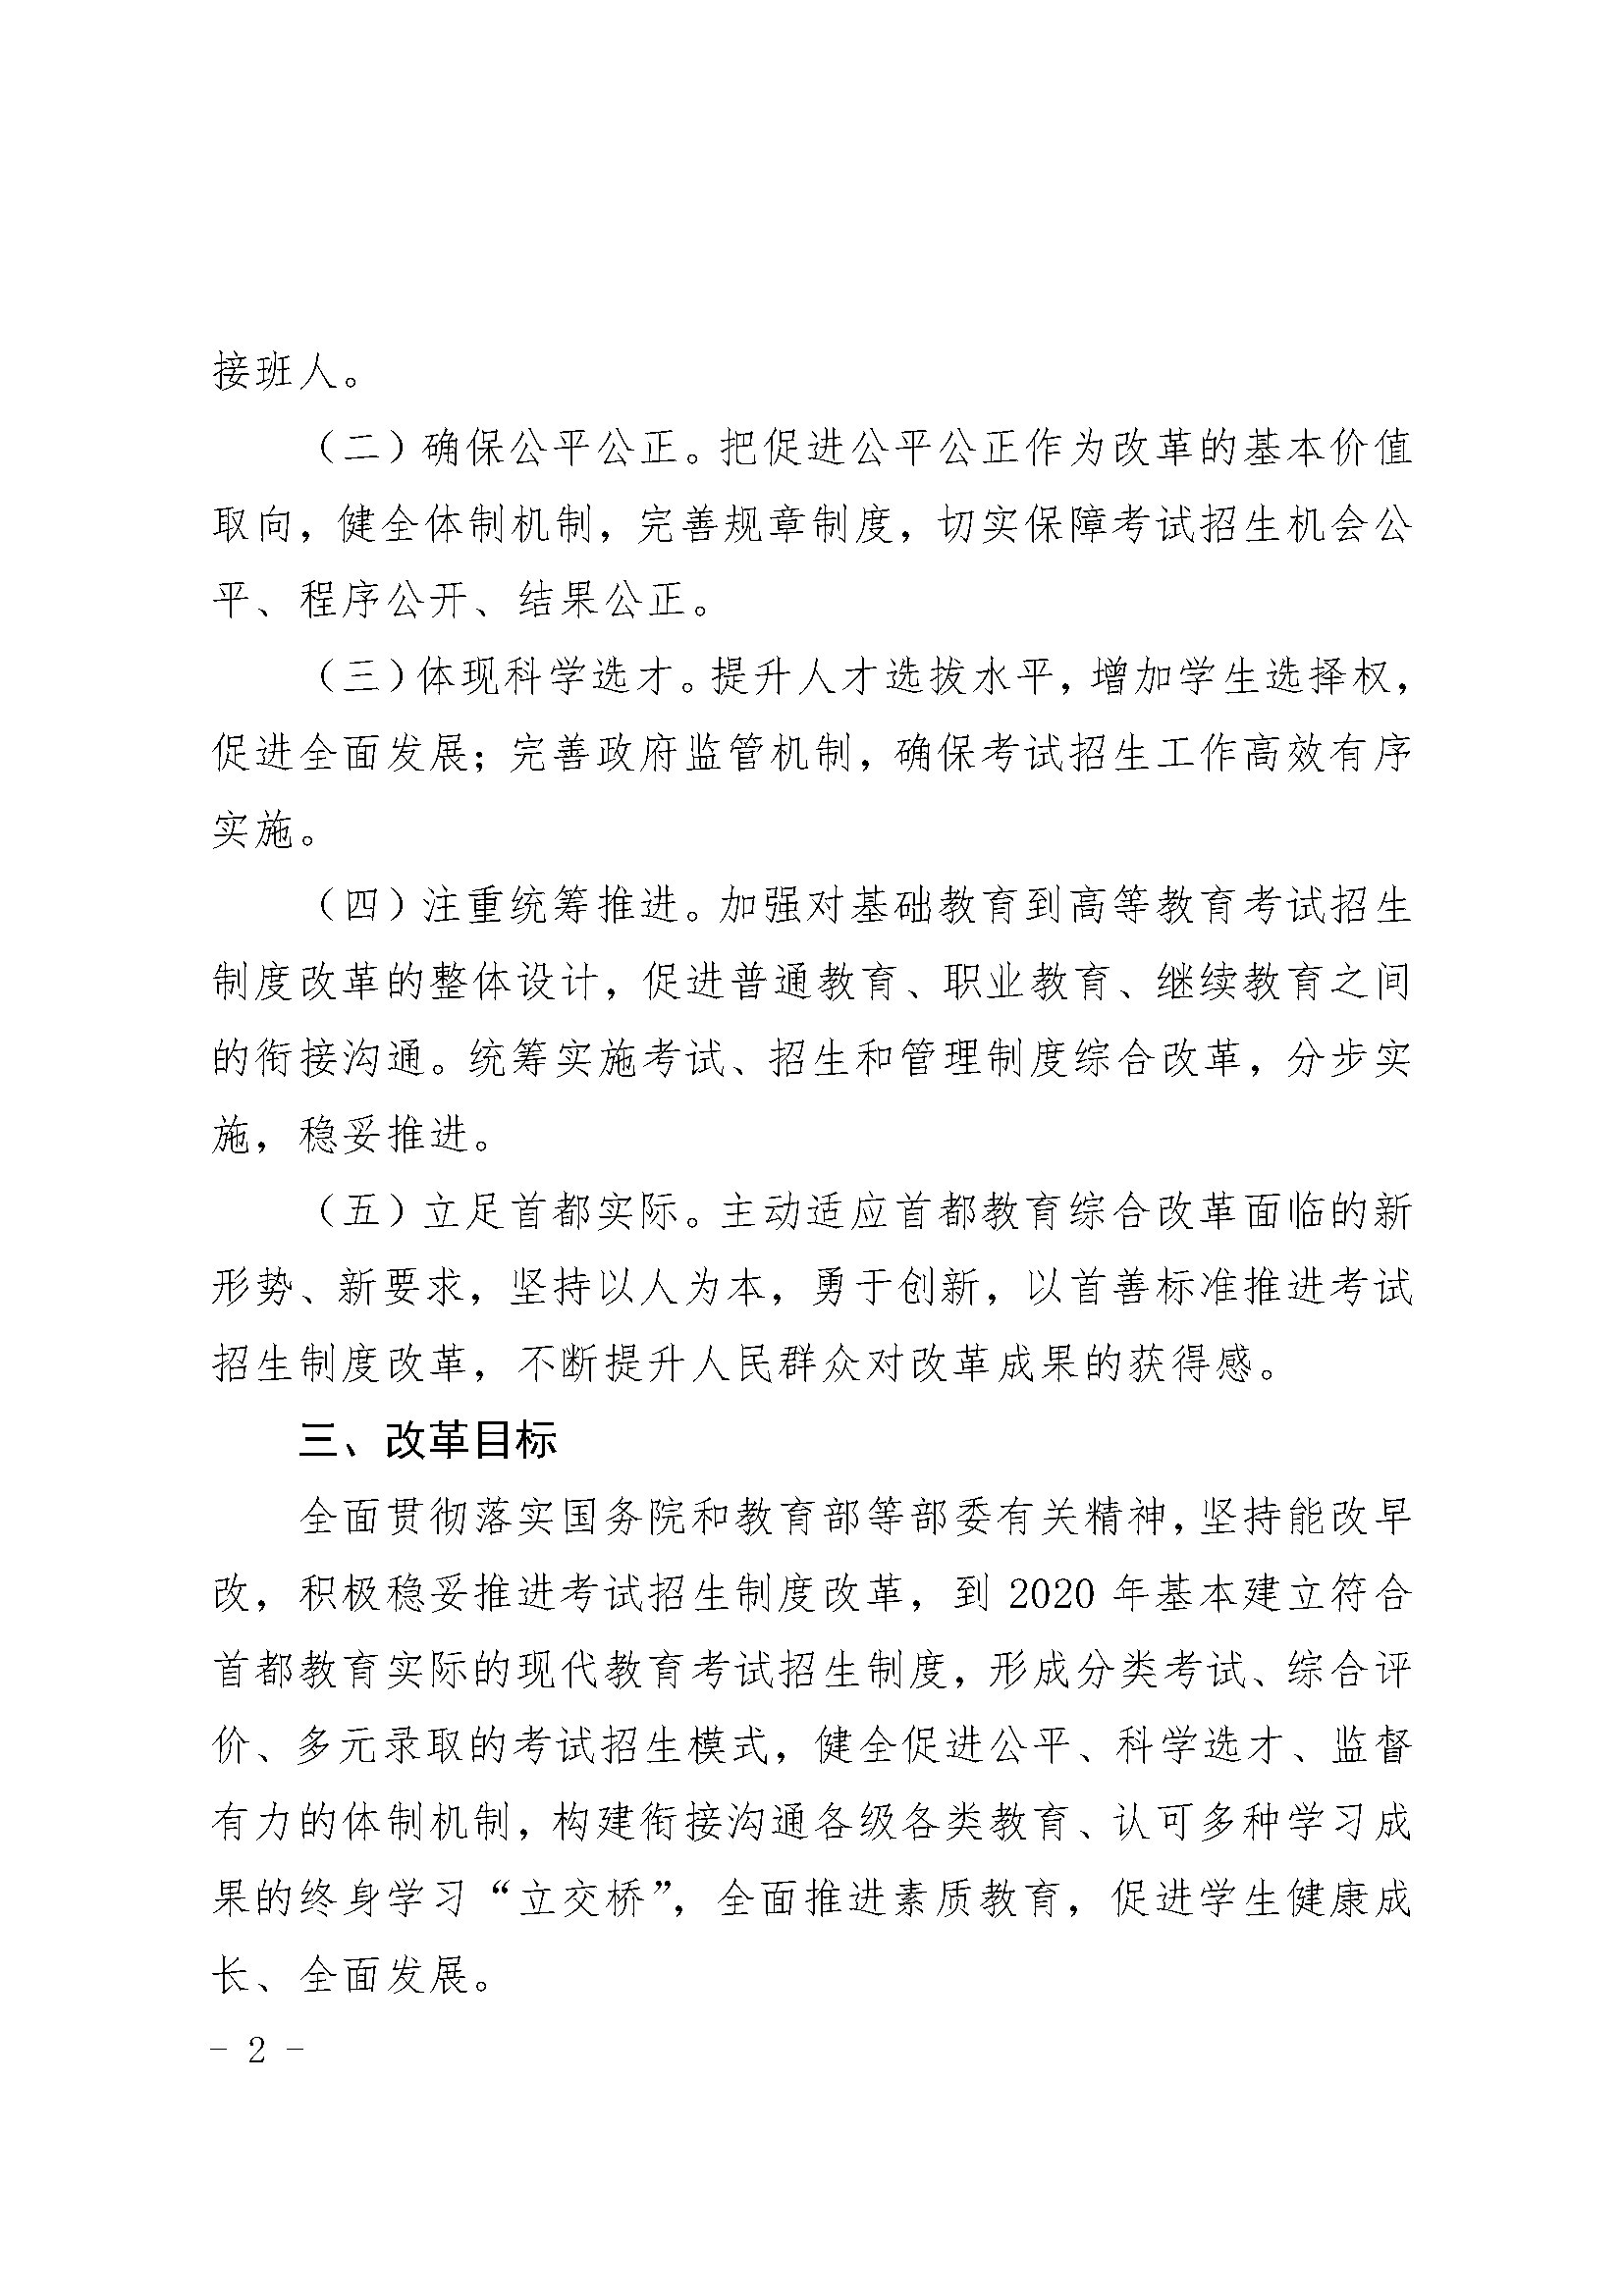 接班人。
（二）确保公平公正。把促进公平公正作为改革的基本价值
取向，健全体制机制，完善规章制度，切实保障考试招生机会公
平、程序公开、结果公正。
（三）体现科学选才。提升人才选拔水平，增加学生选择权，
促进全面发展；完善政府监管机制，确保考试招生工作高效有序
实施。
（四）注重统筹推进。加强对基础教育到高等教育考试招生
制度改革的整体设计，促进普通教育、职业教育、继续教育之间
的衔接沟通。统筹实施考试、招生和管理制度综合改革，分步实
施，稳妥推进。
（五）立足首都实际。主动适应首都教育综合改革面临的新
形势、新要求，坚持以人为本，勇于创新，以首善标准推进考试
招生制度改革，不断提升人民群众对改革成果的获得感。
三、改革目标
全面贯彻落实国务院和教育部等部委有关精神，坚持能改早
改，积极稳妥推进考试招生制度改革，到 2020 年基本建立符合
首都教育实际的现代教育考试招生制度，形成分类考试、综合评
价、多元录取的考试招生模式，健全促进公平、科学选才、监督
有力的体制机制，构建衔接沟通各级各类教育、认可多种学习成
果的终身学习“立交桥”，全面推进素质教育，促进学生健康成
长、全面发展。
- 2 -